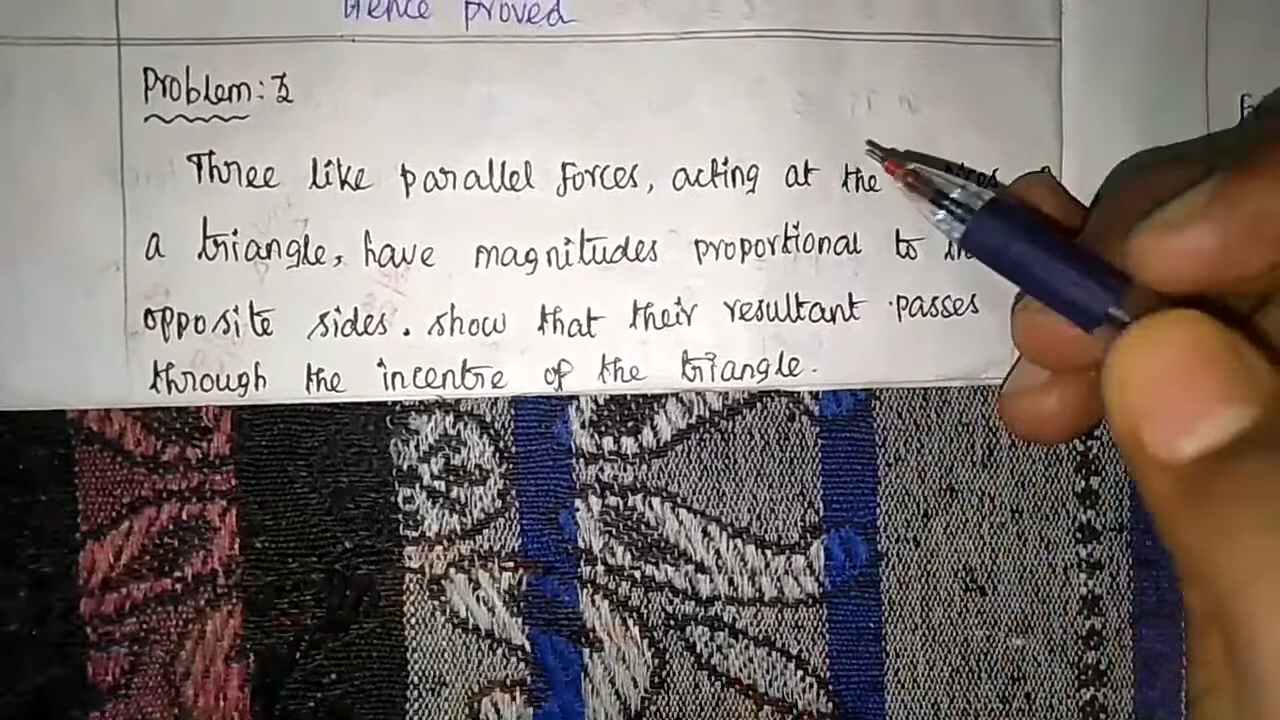 Hence proved
Problem: 2
Three like parallel forces, acting at the
a triangle, have magnitudes proportional to
opposite sides. show that their resultant passes
through the incentre of the triangle.